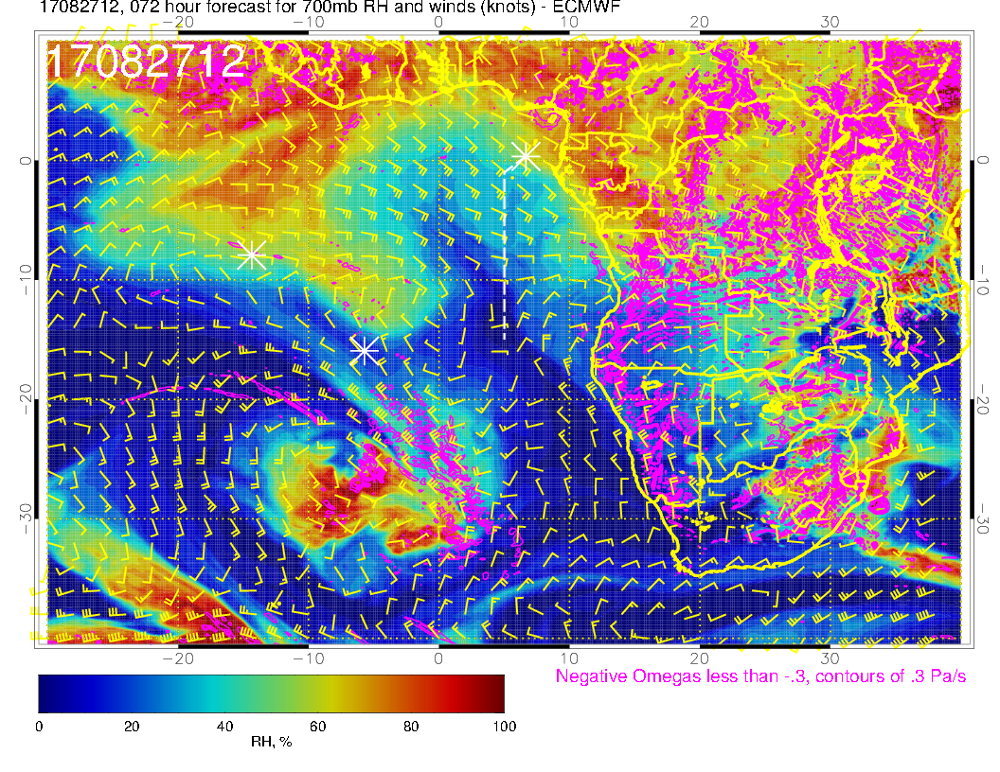 17082712, 072 hour forecast for 700mb RH and winds (knots) - ECMWF
-20 -10 0 10 20 30
17082712
0 0
-10 -10
-20 -20
-30 -30
-20 -10 0 10 20 30
Negative Omegas less than -.3, contours of .3 Pa/s
0 20 40 60 80 100
RH, %